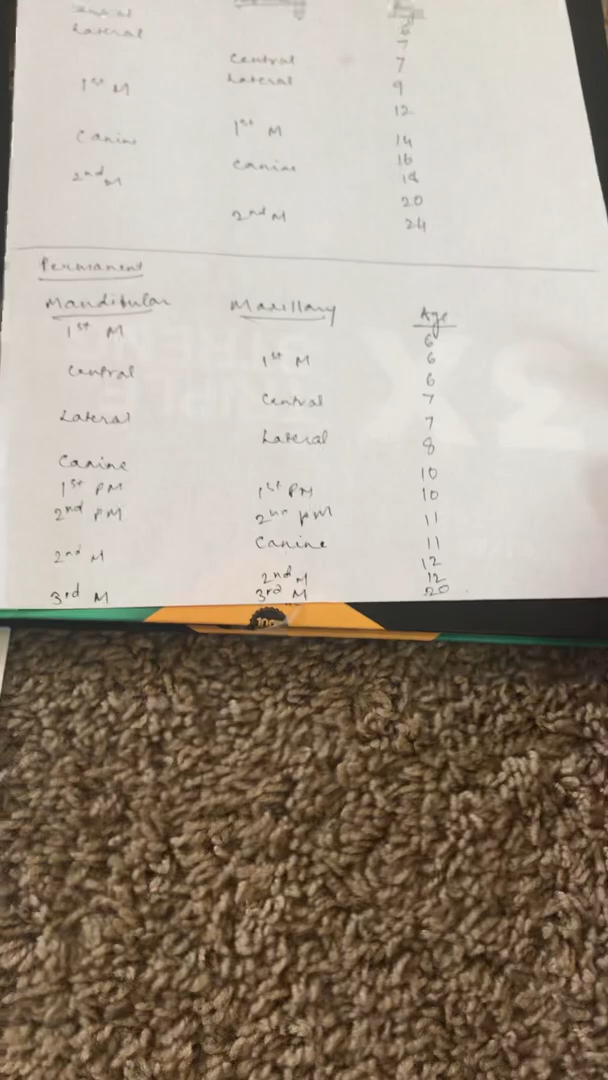 Lateral
7
Central 7
1st M Lateral 9
12
Canine 1st M 14
Canine 16
2nd M 18
20
2nd M 24
Permanent
Mandibular Maxillary Age
1st M 6
1st M 6
Central 6
Central 7
Lateral 7
Lateral 8
Canine 10
1st PM 1st PM 10
2nd PM 2nd PM 11
Canine 11
2nd M 12
2nd M 12
3rd M 3rd M 20